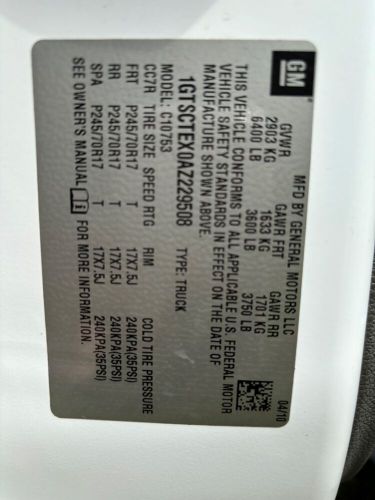 GM
MFD BY GENERAL MOTORS LLC 04/10
GVWR GAWR FRT GAWR RR
2903 KG 1633 KG 1701 KG
6400 LB 3600 LB 3750 LB
THIS VEHICLE CONFORMS TO ALL APPLICABLE U.S. FEDERAL MOTOR
VEHICLE SAFETY STANDARDS IN EFFECT ON THE DATE OF
MANUFACTURE SHOWN ABOVE.
1GTSCTEX0AZ229508 TYPE: TRUCK
MODEL: C10753
CC7R TIRE SIZE SPEED RTG RIM COLD TIRE PRESSURE
FRT P245/70R17 T 17X7.5J 240KPA(35PSI)
RR P245/70R17 T 17X7.5J 240KPA(35PSI)
SPA P245/70R17 T 17X7.5J 240KPA(35PSI)
SEE OWNER'S MANUAL FOR MORE INFORMATION.